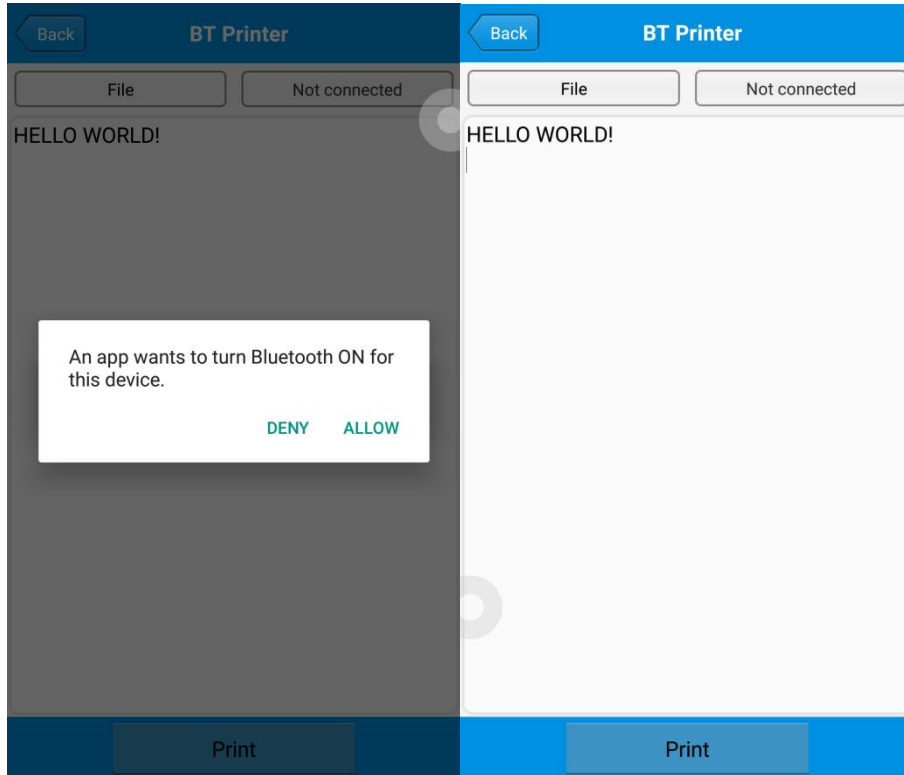 Back
BT Printer
File
Not connected
HELLO WORLD!
An app wants to turn Bluetooth ON for
this device.
DENY
ALLOW
Print
Back
BT Printer
File
Not connected
HELLO WORLD!
Print